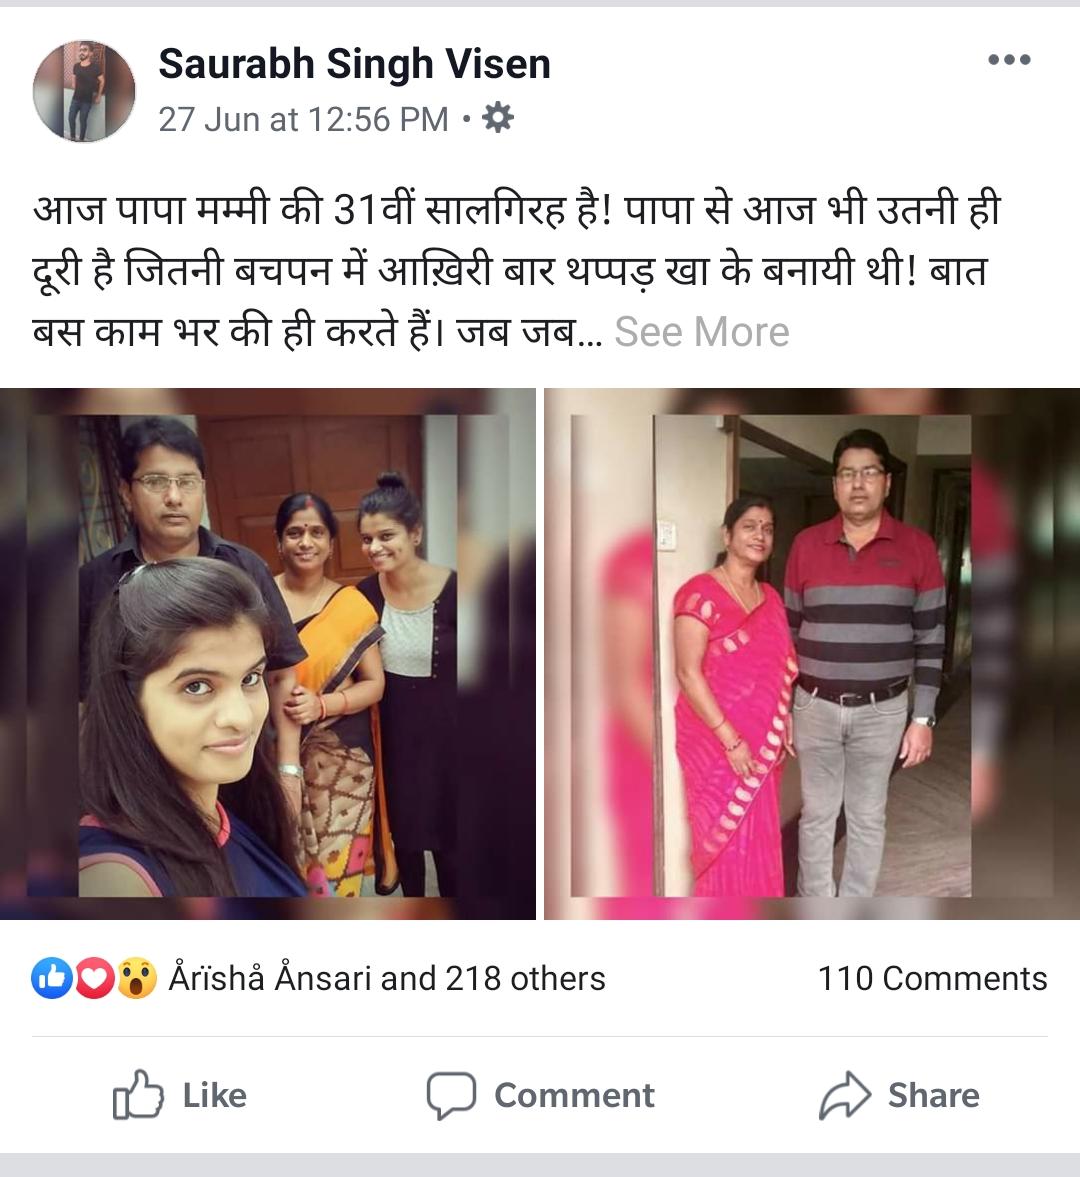 Saurabh Singh Visen
27 Jun at 12:56 PM •
आज पापा मम्मी की 31वीं सालगिरह है! पापा से आज भी उतनी ही
दूरी है जितनी बचपन में आख़िरी बार थप्पड़ खा के बनायी थी! बात
बस काम भर की ही करते हैं। जब जब... See More
Årïshå Ånsari and 218 others
110 Comments
Like
Comment
Share